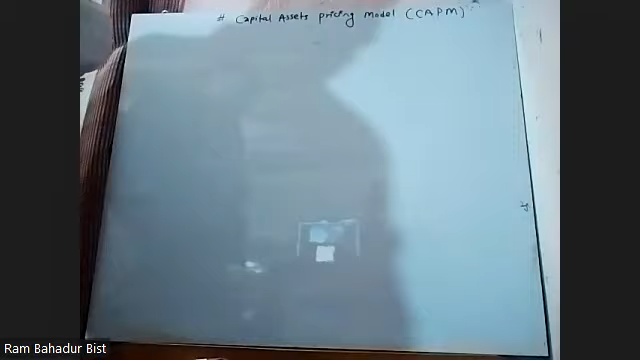 # Capital Assets pricing model (CAPM)
Ram Bahadur Bist